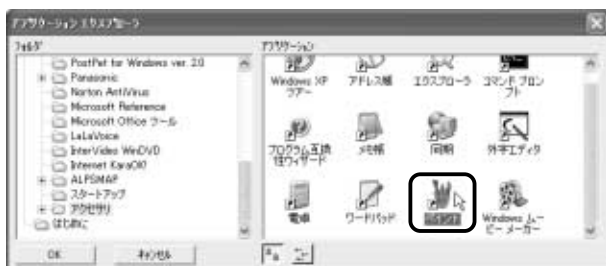 アプリケーション エクスプローラ
フォルダ
PostPet for Windows ver. 2.0
Panasonic
Norton AntiVirus
Microsoft Reference
Microsoft Office ツール
LaLaVoice
InterVideo WinDVD
Internet KaraOK!
ALPSMAP
スタートアップ
アクセサリ
はじめに
OK
キャンセル
アプリケーション
Windows XP
ツアー
アドレス帳
エクスプローラ
コマンド プロン
プト
プログラム互換
性ウィザード
メモ帳
同期
外字エディタ
電卓
ワードパッド
ペイント
Windows ムー
ビー メーカー